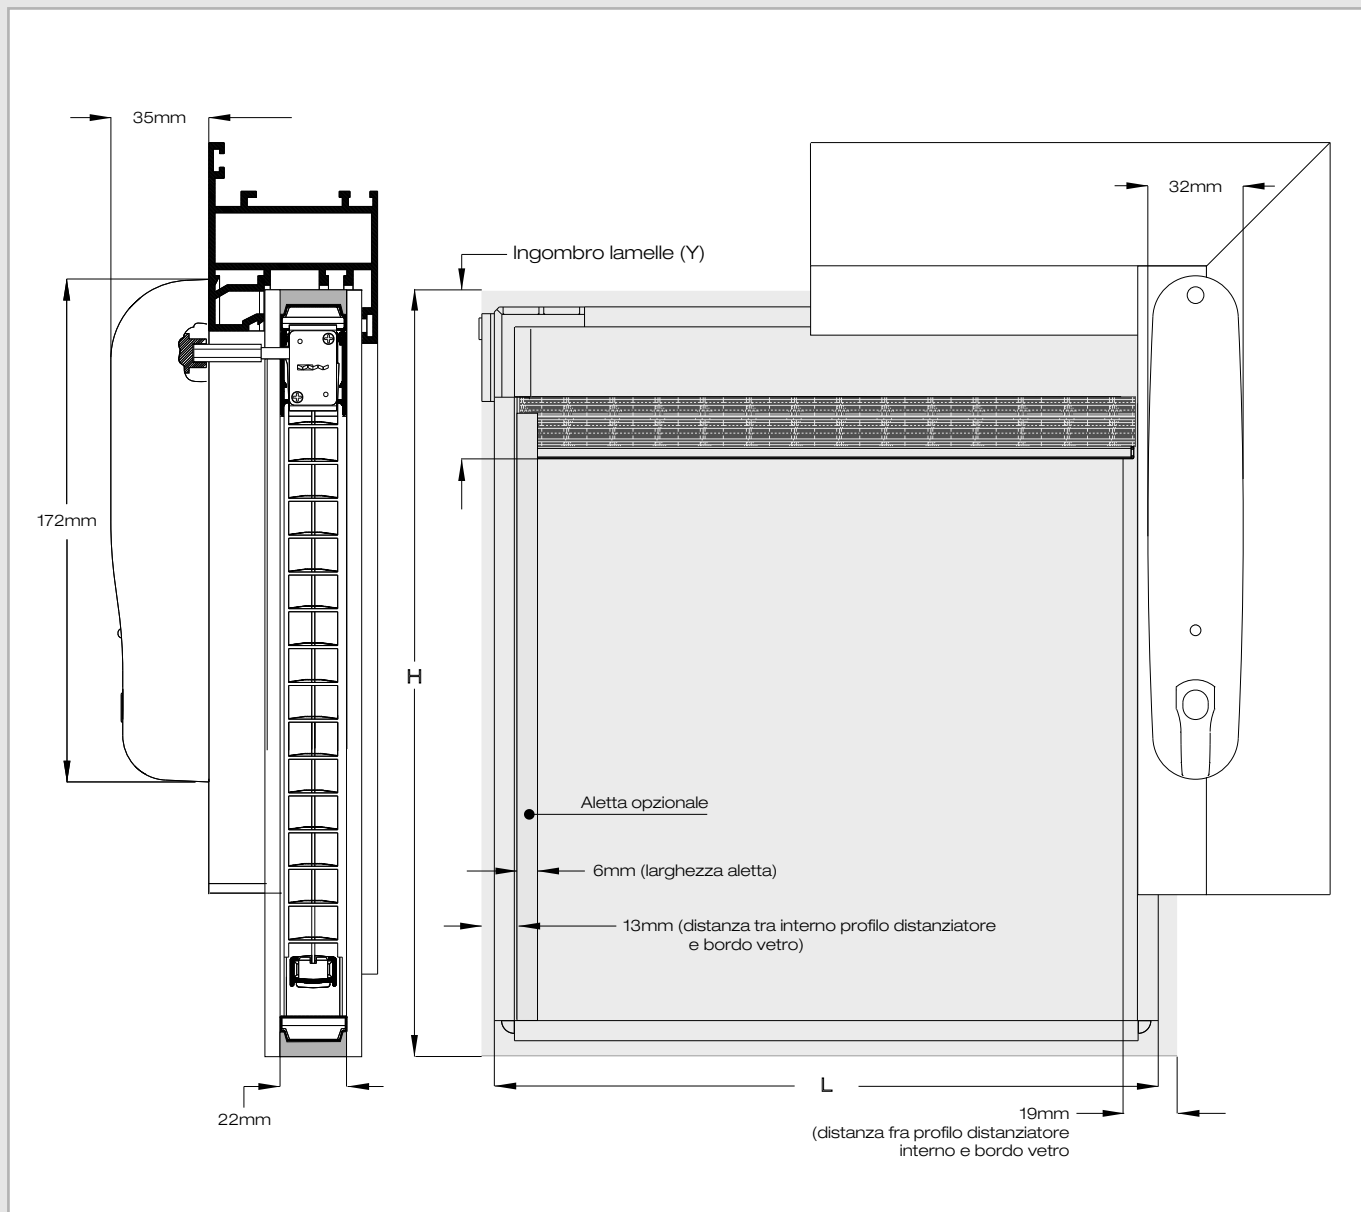 35mm
32mm
Ingombro lamelle (Y)
172mm
H
Aletta opzionale
6mm (larghezza aletta)
13mm (distanza tra interno profilo distanziatore
e bordo vetro)
L
22mm
19mm
(distanza fra profilo distanziatore
interno e bordo vetro